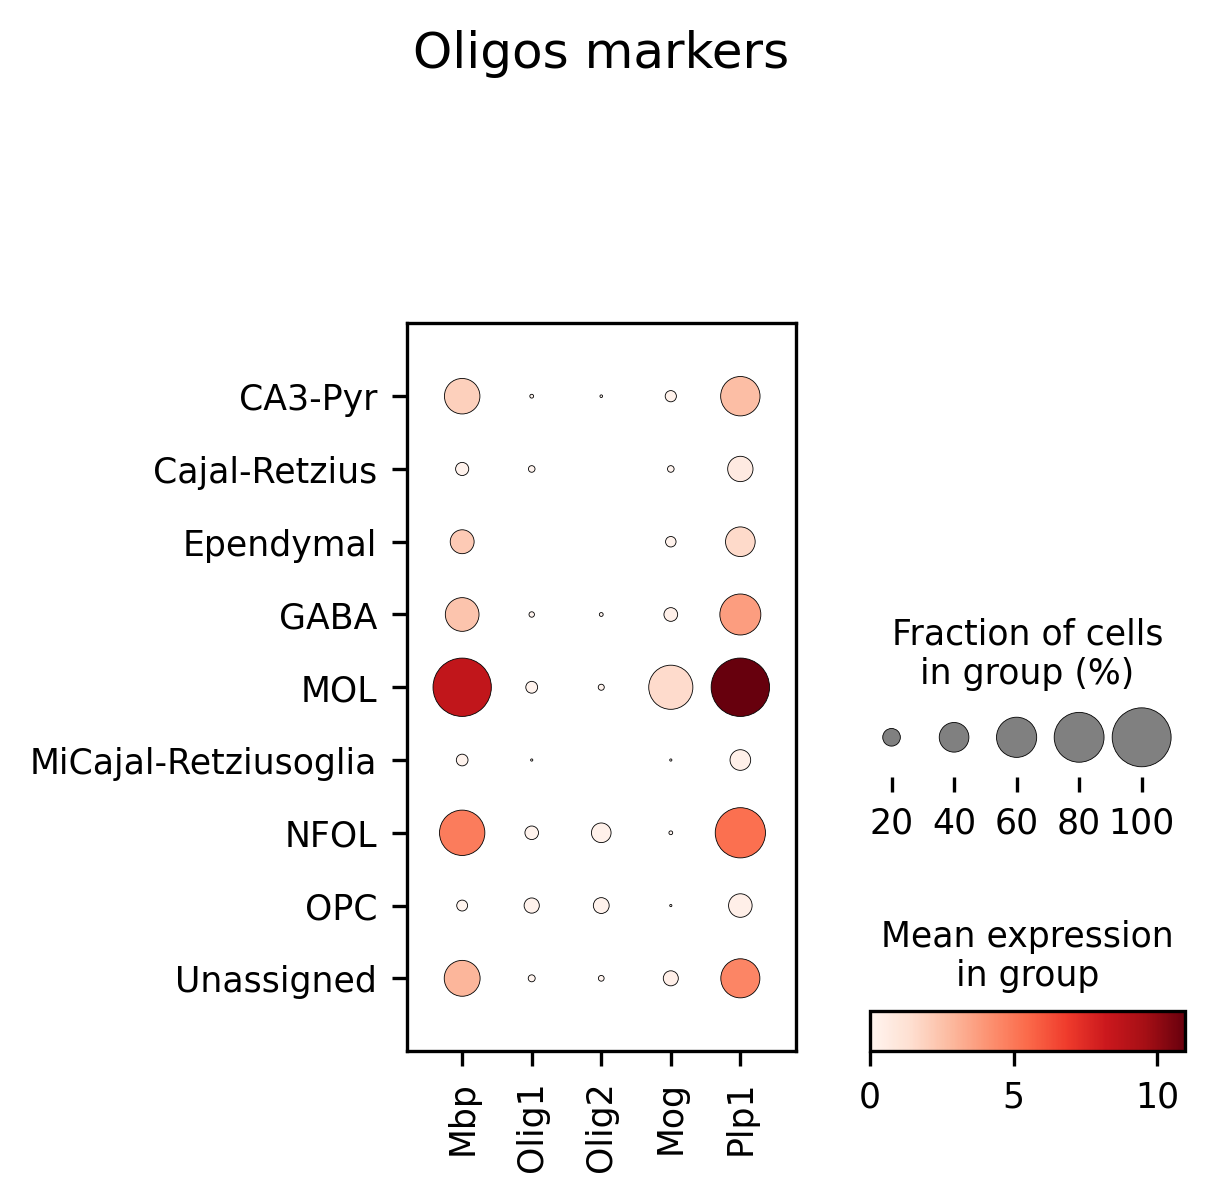 Oligos markers
CA3-Pyr
Cajal-Retzius
Ependymal
GABA
MOL
MiCajal-Retziusoglia
NFOL
OPC
Unassigned
Mbp
Olig1
Olig2
Mog
Plp1
Fraction of cells
in group (%)
20 40 60 80 100
Mean expression
in group
0 5 10